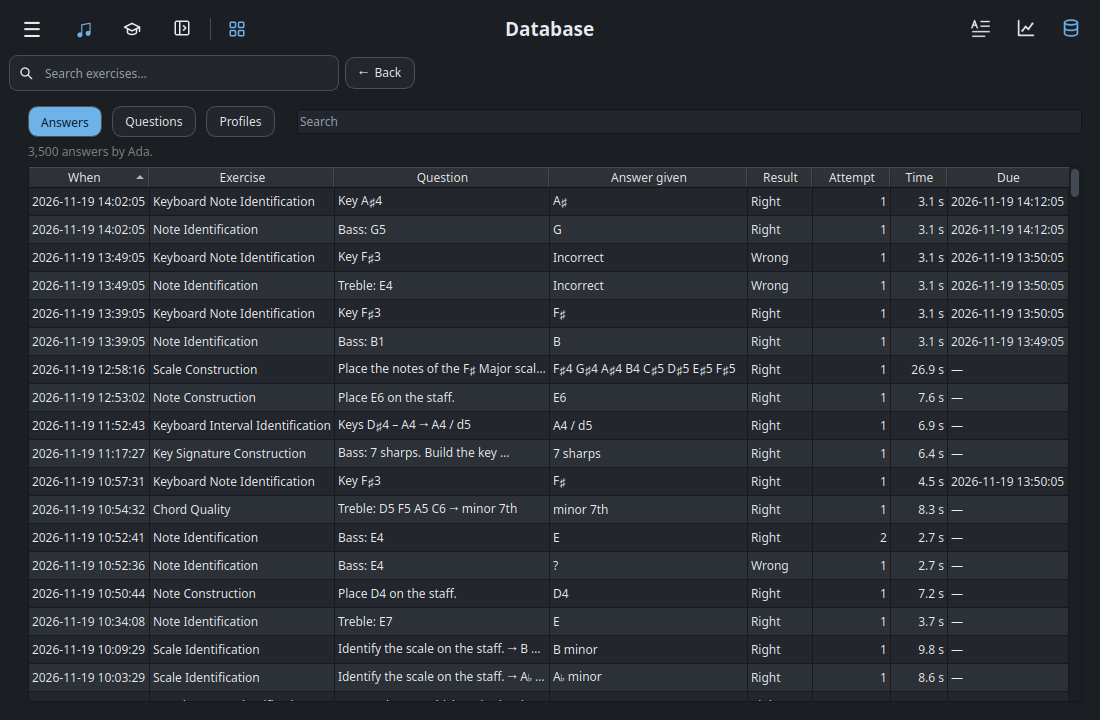 Database
Search exercises...
← Back
Answers Questions Profiles Search
3,500 answers by Ada.
When Exercise Question Answer given Result Attempt Time Due
2026-11-19 14:02:05 Keyboard Note Identification Key A♯4 A♯ Right 1 3.1 s 2026-11-19 14:12:05
2026-11-19 14:02:05 Note Identification Bass: G5 G Right 1 3.1 s 2026-11-19 14:12:05
2026-11-19 13:49:05 Keyboard Note Identification Key F♯3 Incorrect Wrong 1 3.1 s 2026-11-19 13:50:05
2026-11-19 13:49:05 Note Identification Treble: E4 Incorrect Wrong 1 3.1 s 2026-11-19 13:50:05
2026-11-19 13:39:05 Keyboard Note Identification Key F♯3 F♯ Right 1 3.1 s 2026-11-19 13:50:05
2026-11-19 13:39:05 Note Identification Bass: B1 B Right 1 3.1 s 2026-11-19 13:49:05
2026-11-19 12:58:16 Scale Construction Place the notes of the F♯ Major scal... F♯4 G♯4 A♯4 B4 C♯5 D♯5 E♯5 F♯5 Right 1 26.9 s —
2026-11-19 12:53:02 Note Construction Place E6 on the staff. E6 Right 1 7.6 s —
2026-11-19 11:52:43 Keyboard Interval Identification Keys D♯4 – A4 → A4 / d5 A4 / d5 Right 1 6.9 s —
2026-11-19 11:17:27 Key Signature Construction Bass: 7 sharps. Build the key ... 7 sharps Right 1 6.4 s —
2026-11-19 10:57:31 Keyboard Note Identification Key F♯3 F♯ Right 1 4.5 s 2026-11-19 13:50:05
2026-11-19 10:54:32 Chord Quality Treble: D5 F5 A5 C6 → minor 7th minor 7th Right 1 8.3 s —
2026-11-19 10:52:41 Note Identification Bass: E4 E Right 2 2.7 s —
2026-11-19 10:52:36 Note Identification Bass: E4 ? Wrong 1 2.7 s —
2026-11-19 10:50:44 Note Construction Place D4 on the staff. D4 Right 1 7.2 s —
2026-11-19 10:34:08 Note Identification Treble: E7 E Right 1 3.7 s —
2026-11-19 10:09:29 Scale Identification Identify the scale on the staff. → B ... B minor Right 1 9.8 s —
2026-11-19 10:03:29 Scale Identification Identify the scale on the staff. → A♭ ... A♭ minor Right 1 8.6 s —